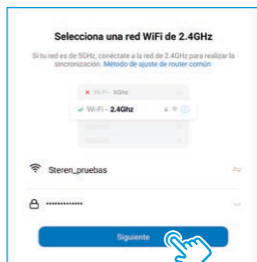 Selecciona una red WiFi de 2.4GHz
Si tu red es de 5GHz, conéctate a la red de 2.4GHz para realizar la
sincronización. Método de ajuste de router común
Wi-Fi - 5Ghz
Wi-Fi - 2.4Ghz
Steren_pruebas
•••••••••••••
Siguiente